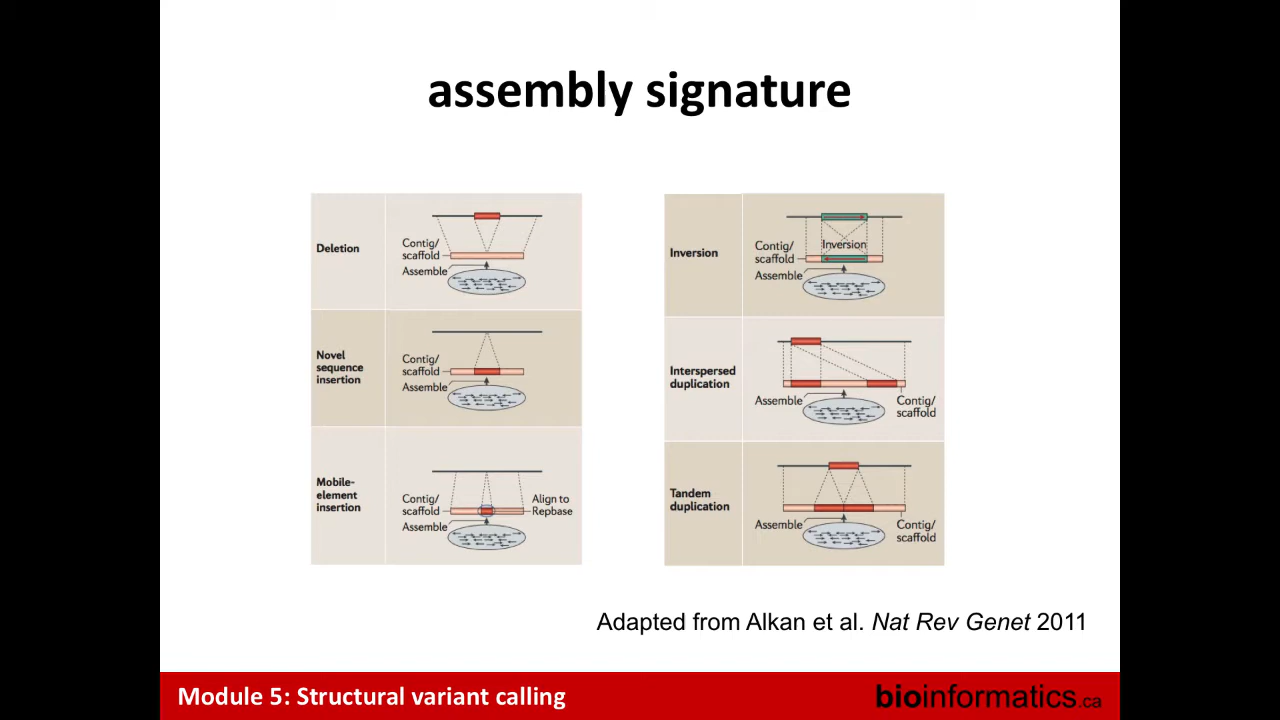 assembly signature
Deletion
Contig/
scaffold
Assemble
Novel
sequence
insertion
Contig/
scaffold
Assemble
Mobile-
element
insertion
Contig/
scaffold
Assemble
Align to
Repbase
Inversion
Contig/
scaffold
Inversion
Assemble
Interspersed
duplication
Assemble
Contig/
scaffold
Tandem
duplication
Assemble
Contig/
scaffold
Adapted from Alkan et al. Nat Rev Genet 2011
Module 5: Structural variant calling
bioinformatics.ca